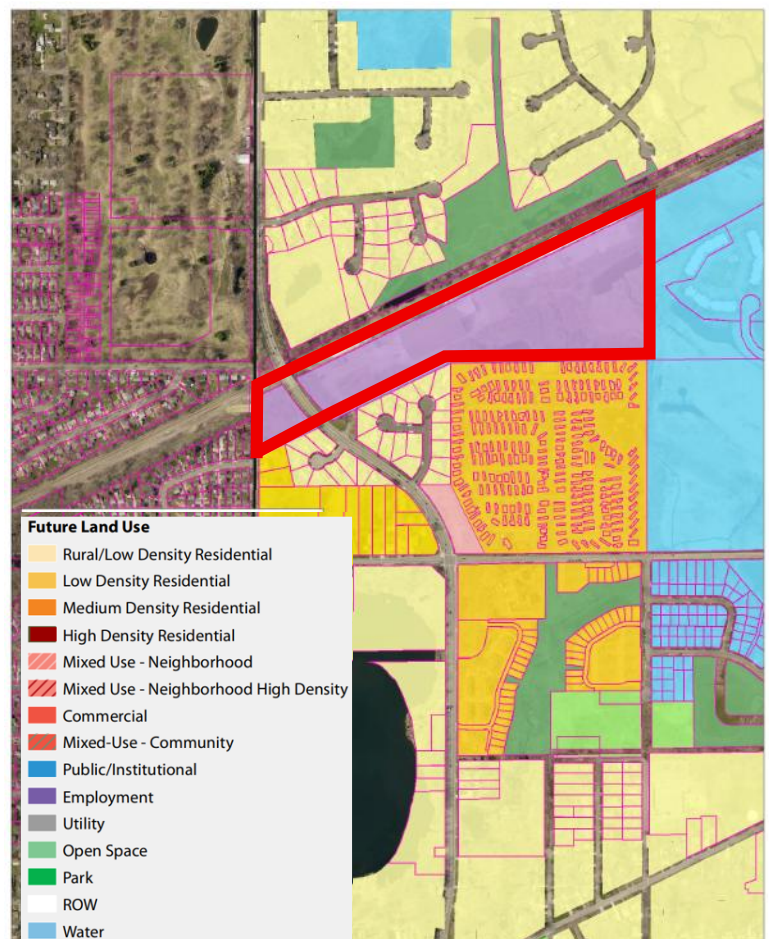 Future Land Use
Rural/Low Density Residential
Low Density Residential
Medium Density Residential
High Density Residential
Mixed Use - Neighborhood
Mixed Use - Neighborhood High Density
Commercial
Mixed-Use - Community
Public/Institutional
Employment
Utility
Open Space
Park
ROW
Water